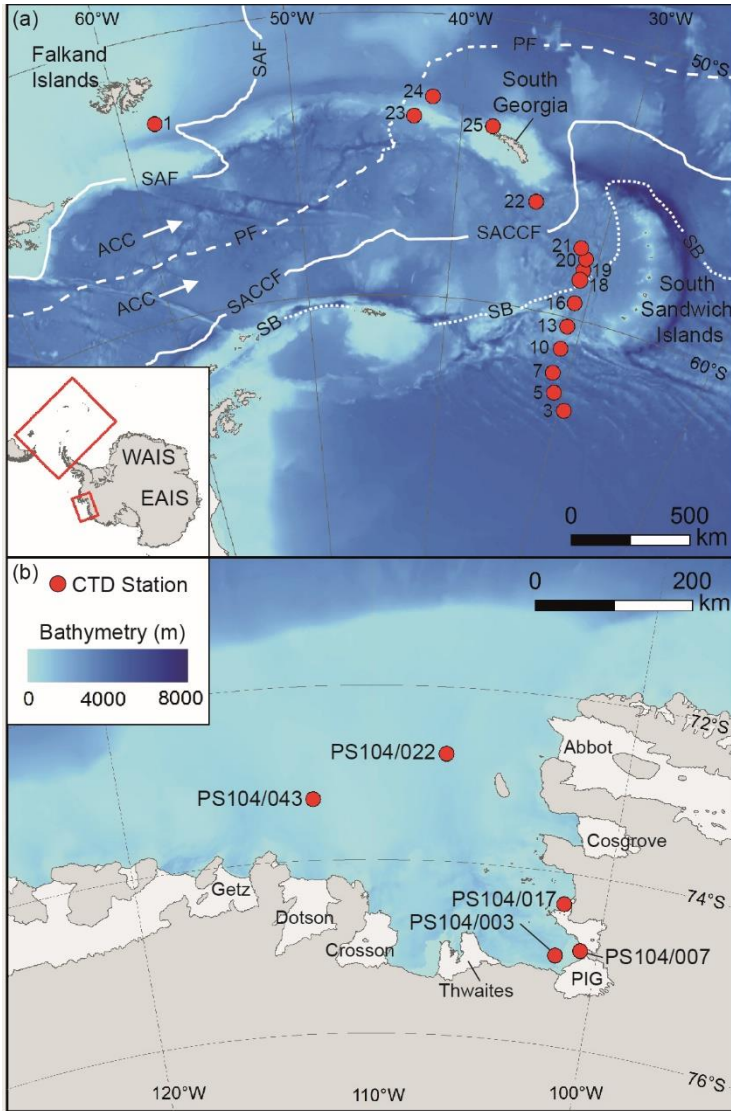 (a)
60°W
50°W
40°W
30°W
Falkand
Islands
SAF
PF
50°S
24
South
Georgia
1
23
25
SAF
22
ACC
PF
SACCF
21
20
19
18
SB
ACC
SACCF
16
South
Sandwich
Islands
SB
SB
13
10
60°S
7
5
3
WAIS
EAIS
0 500
km
(b)
CTD Station
0 200
km
Bathymetry (m)
0 4000 8000
72°S
PS104/022
Abbot
PS104/043
Cosgrove
74°S
Getz
PS104/017
Dotson
PS104/003
PS104/007
Crosson
Thwaites
PIG
76°S
120°W
110°W
100°W